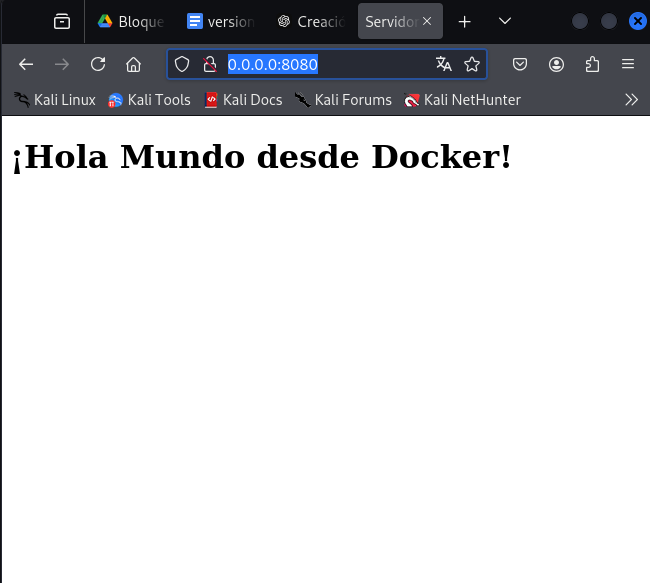 Bloque version Creació Servidor
0.0.0.0:8080
Kali Linux Kali Tools Kali Docs Kali Forums Kali NetHunter
¡Hola Mundo desde Docker!